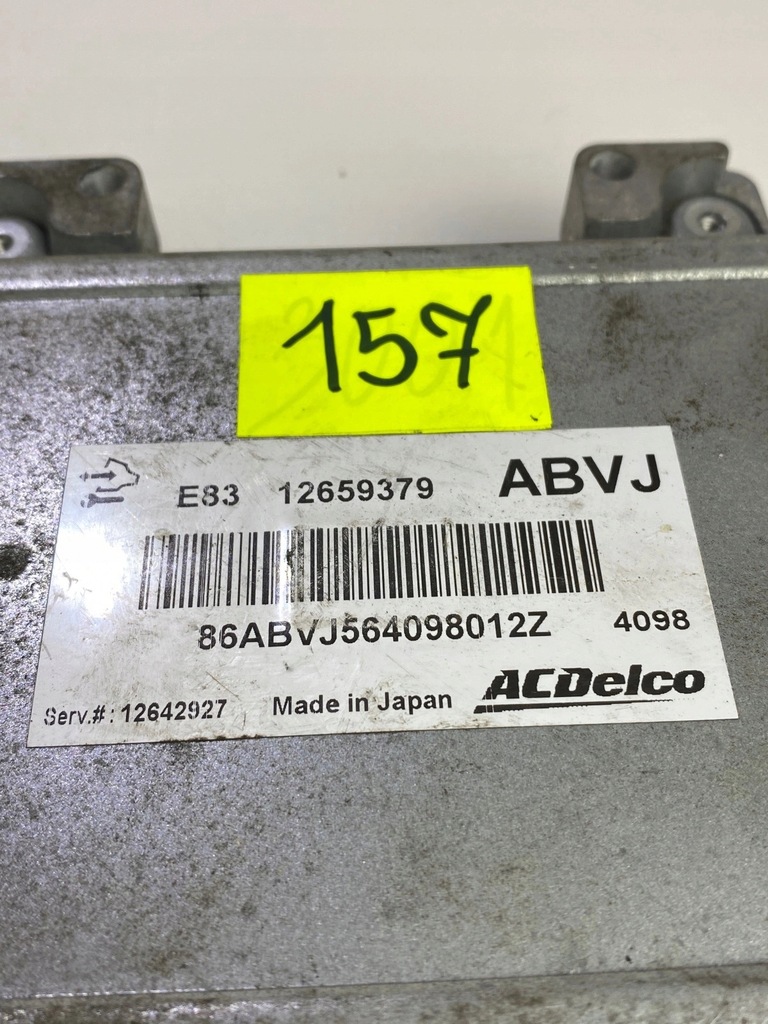 157
E83 12659379 ABVJ
86ABVJ564098012Z 4098
Serv.#: 12642927 Made in Japan ACDelco